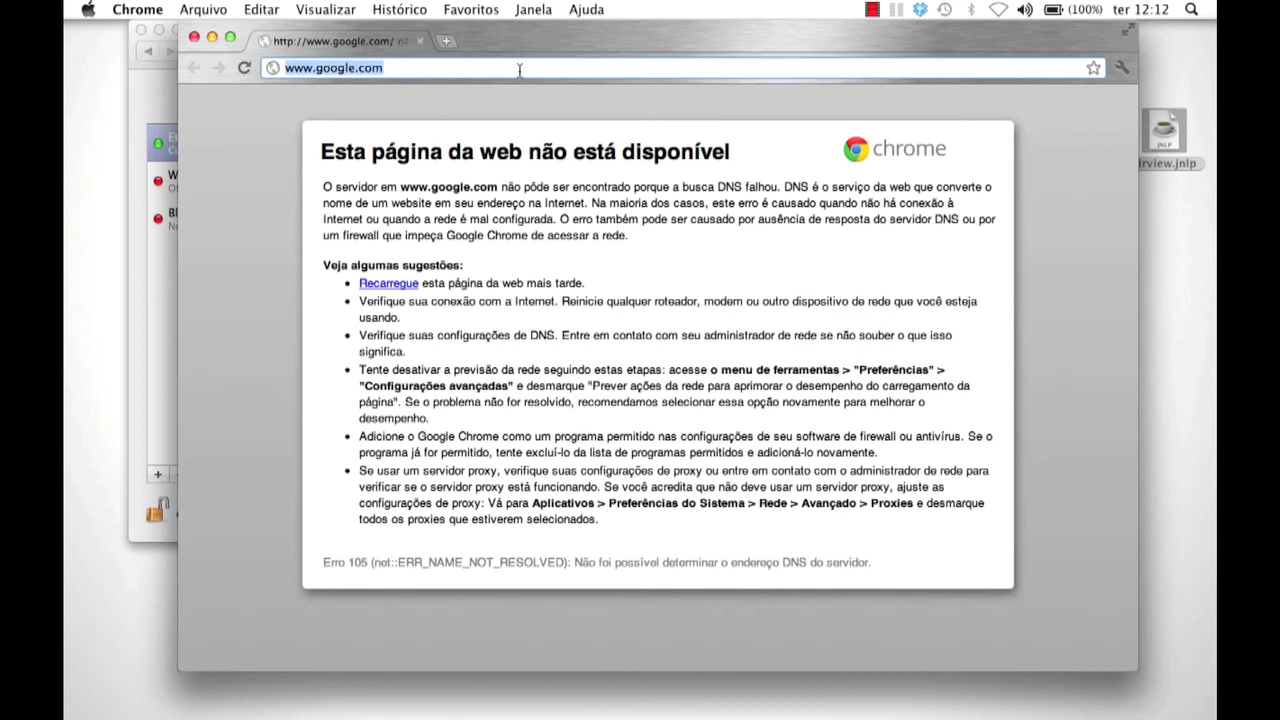 Chrome Arquivo Editar Visualizar Histórico Favoritos Janela Ajuda (100%) ter 12:12
http://www.google.com/
www.google.com
Esta página da web não está disponível
chrome
O servidor em www.google.com não pôde ser encontrado porque a busca DNS falhou. DNS é o serviço da web que converte o
nome de um website em seu endereço na Internet. Na maioria dos casos, este erro é causado quando não há conexão à
Internet ou quando a rede é mal configurada. O erro também pode ser causado por ausência de resposta do servidor DNS ou por
um firewall que impeça Google Chrome de acessar a rede.
Veja algumas sugestões:
• Recarregue esta página da web mais tarde.
• Verifique sua conexão com a Internet. Reinicie qualquer roteador, modem ou outro dispositivo de rede que você esteja
usando.
• Verifique suas configurações de DNS. Entre em contato com seu administrador de rede se não souber o que isso
significa.
• Tente desativar a previsão da rede seguindo estas etapas: acesse o menu de ferramentas > "Preferências" >
"Configurações avançadas" e desmarque "Prever ações da rede para aprimorar o desempenho do carregamento da
página". Se o problema não for resolvido, recomendamos selecionar essa opção novamente para melhorar o
desempenho.
• Adicione o Google Chrome como um programa permitido nas configurações de seu software de firewall ou antivírus. Se o
programa já for permitido, tente excluí-lo da lista de programas permitidos e adicioná-lo novamente.
• Se usar um servidor proxy, verifique suas configurações de proxy ou entre em contato com o administrador de rede para
verificar se o servidor proxy está funcionando. Se você acredita que não deve usar um servidor proxy, ajuste as
configurações de proxy: Vá para Aplicativos > Preferências do Sistema > Rede > Avançado > Proxies e desmarque
todos os proxies que estiverem selecionados.
Erro 105 (net::ERR_NAME_NOT_RESOLVED): Não foi possível determinar o endereço DNS do servidor.
JNLP
irview.jnlp